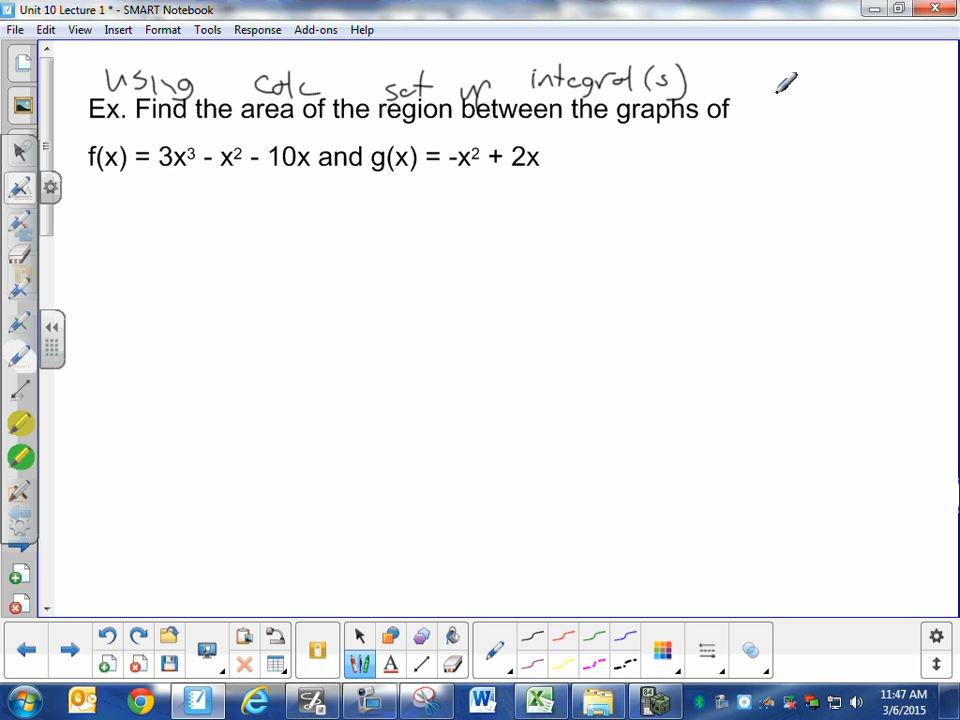 Unit 10 Lecture 1 * - SMART Notebook
File Edit View Insert Format Tools Response Add-ons Help
using calc set up integral(s)
Ex. Find the area of the region between the graphs of
f(x) = 3x³ - x² - 10x and g(x) = -x² + 2x
11:47 AM
3/6/2015